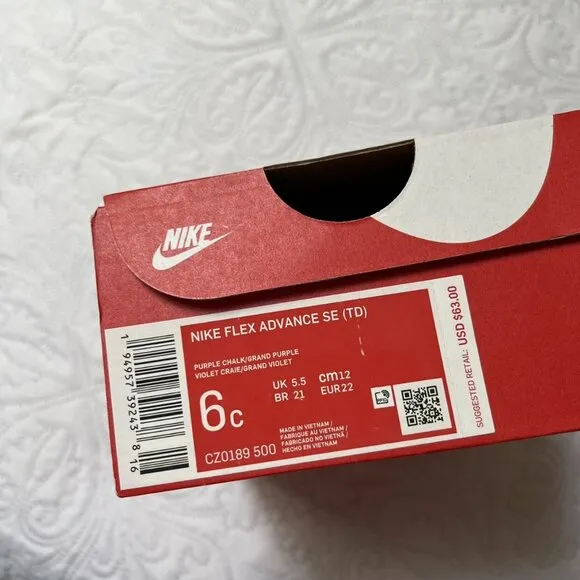 NIKE
NIKE FLEX ADVANCE SE (TD)
PURPLE CHALK/GRAND PURPLE
VIOLET CRAIE/GRAND VIOLET
6C
UK 5.5
BR 21
cm12
EUR22
MADE IN VIETNAM /
FABRIQUE AU VIETNAM /
FABRICADO NO VIETNÃ /
HECHO EN VIETNAM
CZ0189 500
1 94957 39243 8 16
SUGGESTED RETAIL: USD $63.00